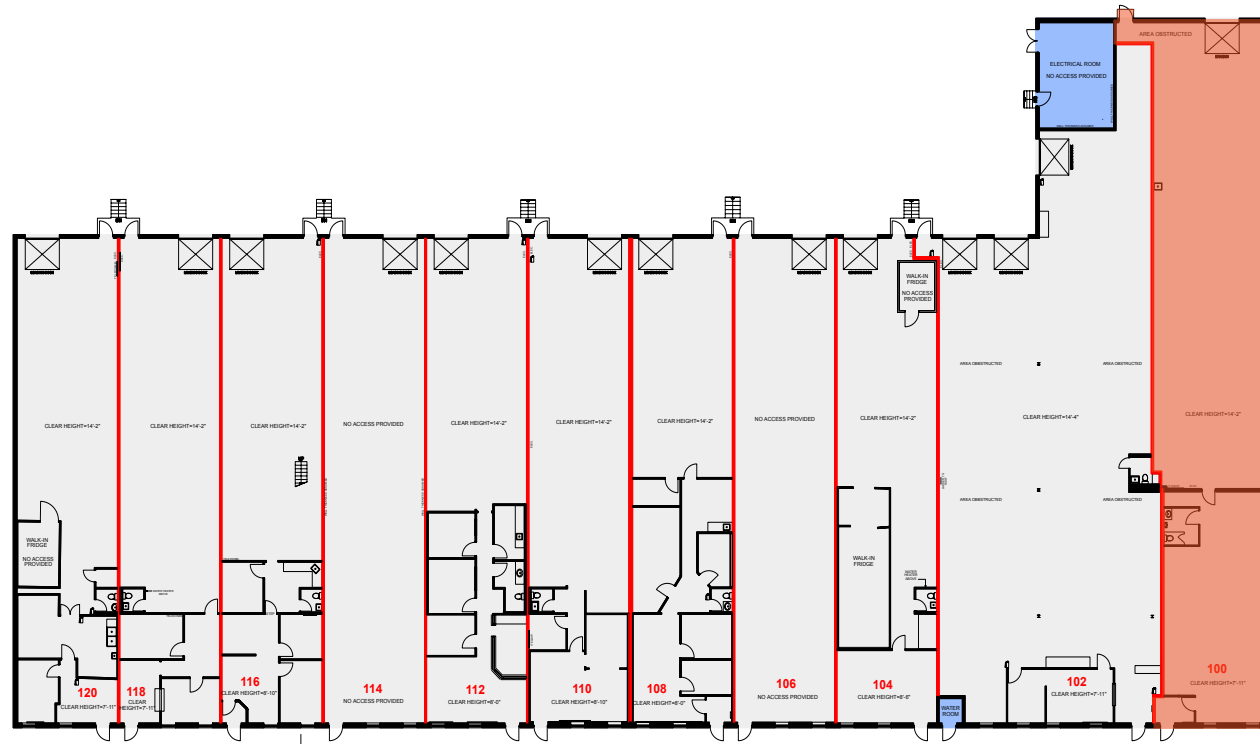 AREA OBSTRUCTED
ELECTRICAL ROOM
NO ACCESS PROVIDED
WALK-IN
FRIDGE
NO ACCESS
PROVIDED
AREA OBSTRUCTED
AREA OBSTRUCTED
CLEAR HEIGHT=14'-2"
CLEAR HEIGHT=14'-2"
CLEAR HEIGHT=14'-2"
NO ACCESS PROVIDED
CLEAR HEIGHT=14'-2"
CLEAR HEIGHT=14'-2"
CLEAR HEIGHT=14'-2"
NO ACCESS PROVIDED
CLEAR HEIGHT=14'-2"
CLEAR HEIGHT=14'-4"
CLEAR HEIGHT=14'-2"
AREA OBSTRUCTED
AREA OBSTRUCTED
WALK-IN
FRIDGE
NO ACCESS
PROVIDED
WALK-IN
FRIDGE
WATER
HEATER
ABOVE
120
CLEAR HEIGHT=7'-11"
118
CLEAR
HEIGHT=7'-11"
116
CLEAR HEIGHT=8'-10"
114
NO ACCESS PROVIDED
112
CLEAR HEIGHT=8'-0"
110
CLEAR HEIGHT=8'-10"
108
CLEAR HEIGHT=8'-0"
106
NO ACCESS PROVIDED
104
CLEAR HEIGHT=8'-6"
WATER
ROOM
102
CLEAR HEIGHT=7'-11"
100
CLEAR HEIGHT=7'-11"